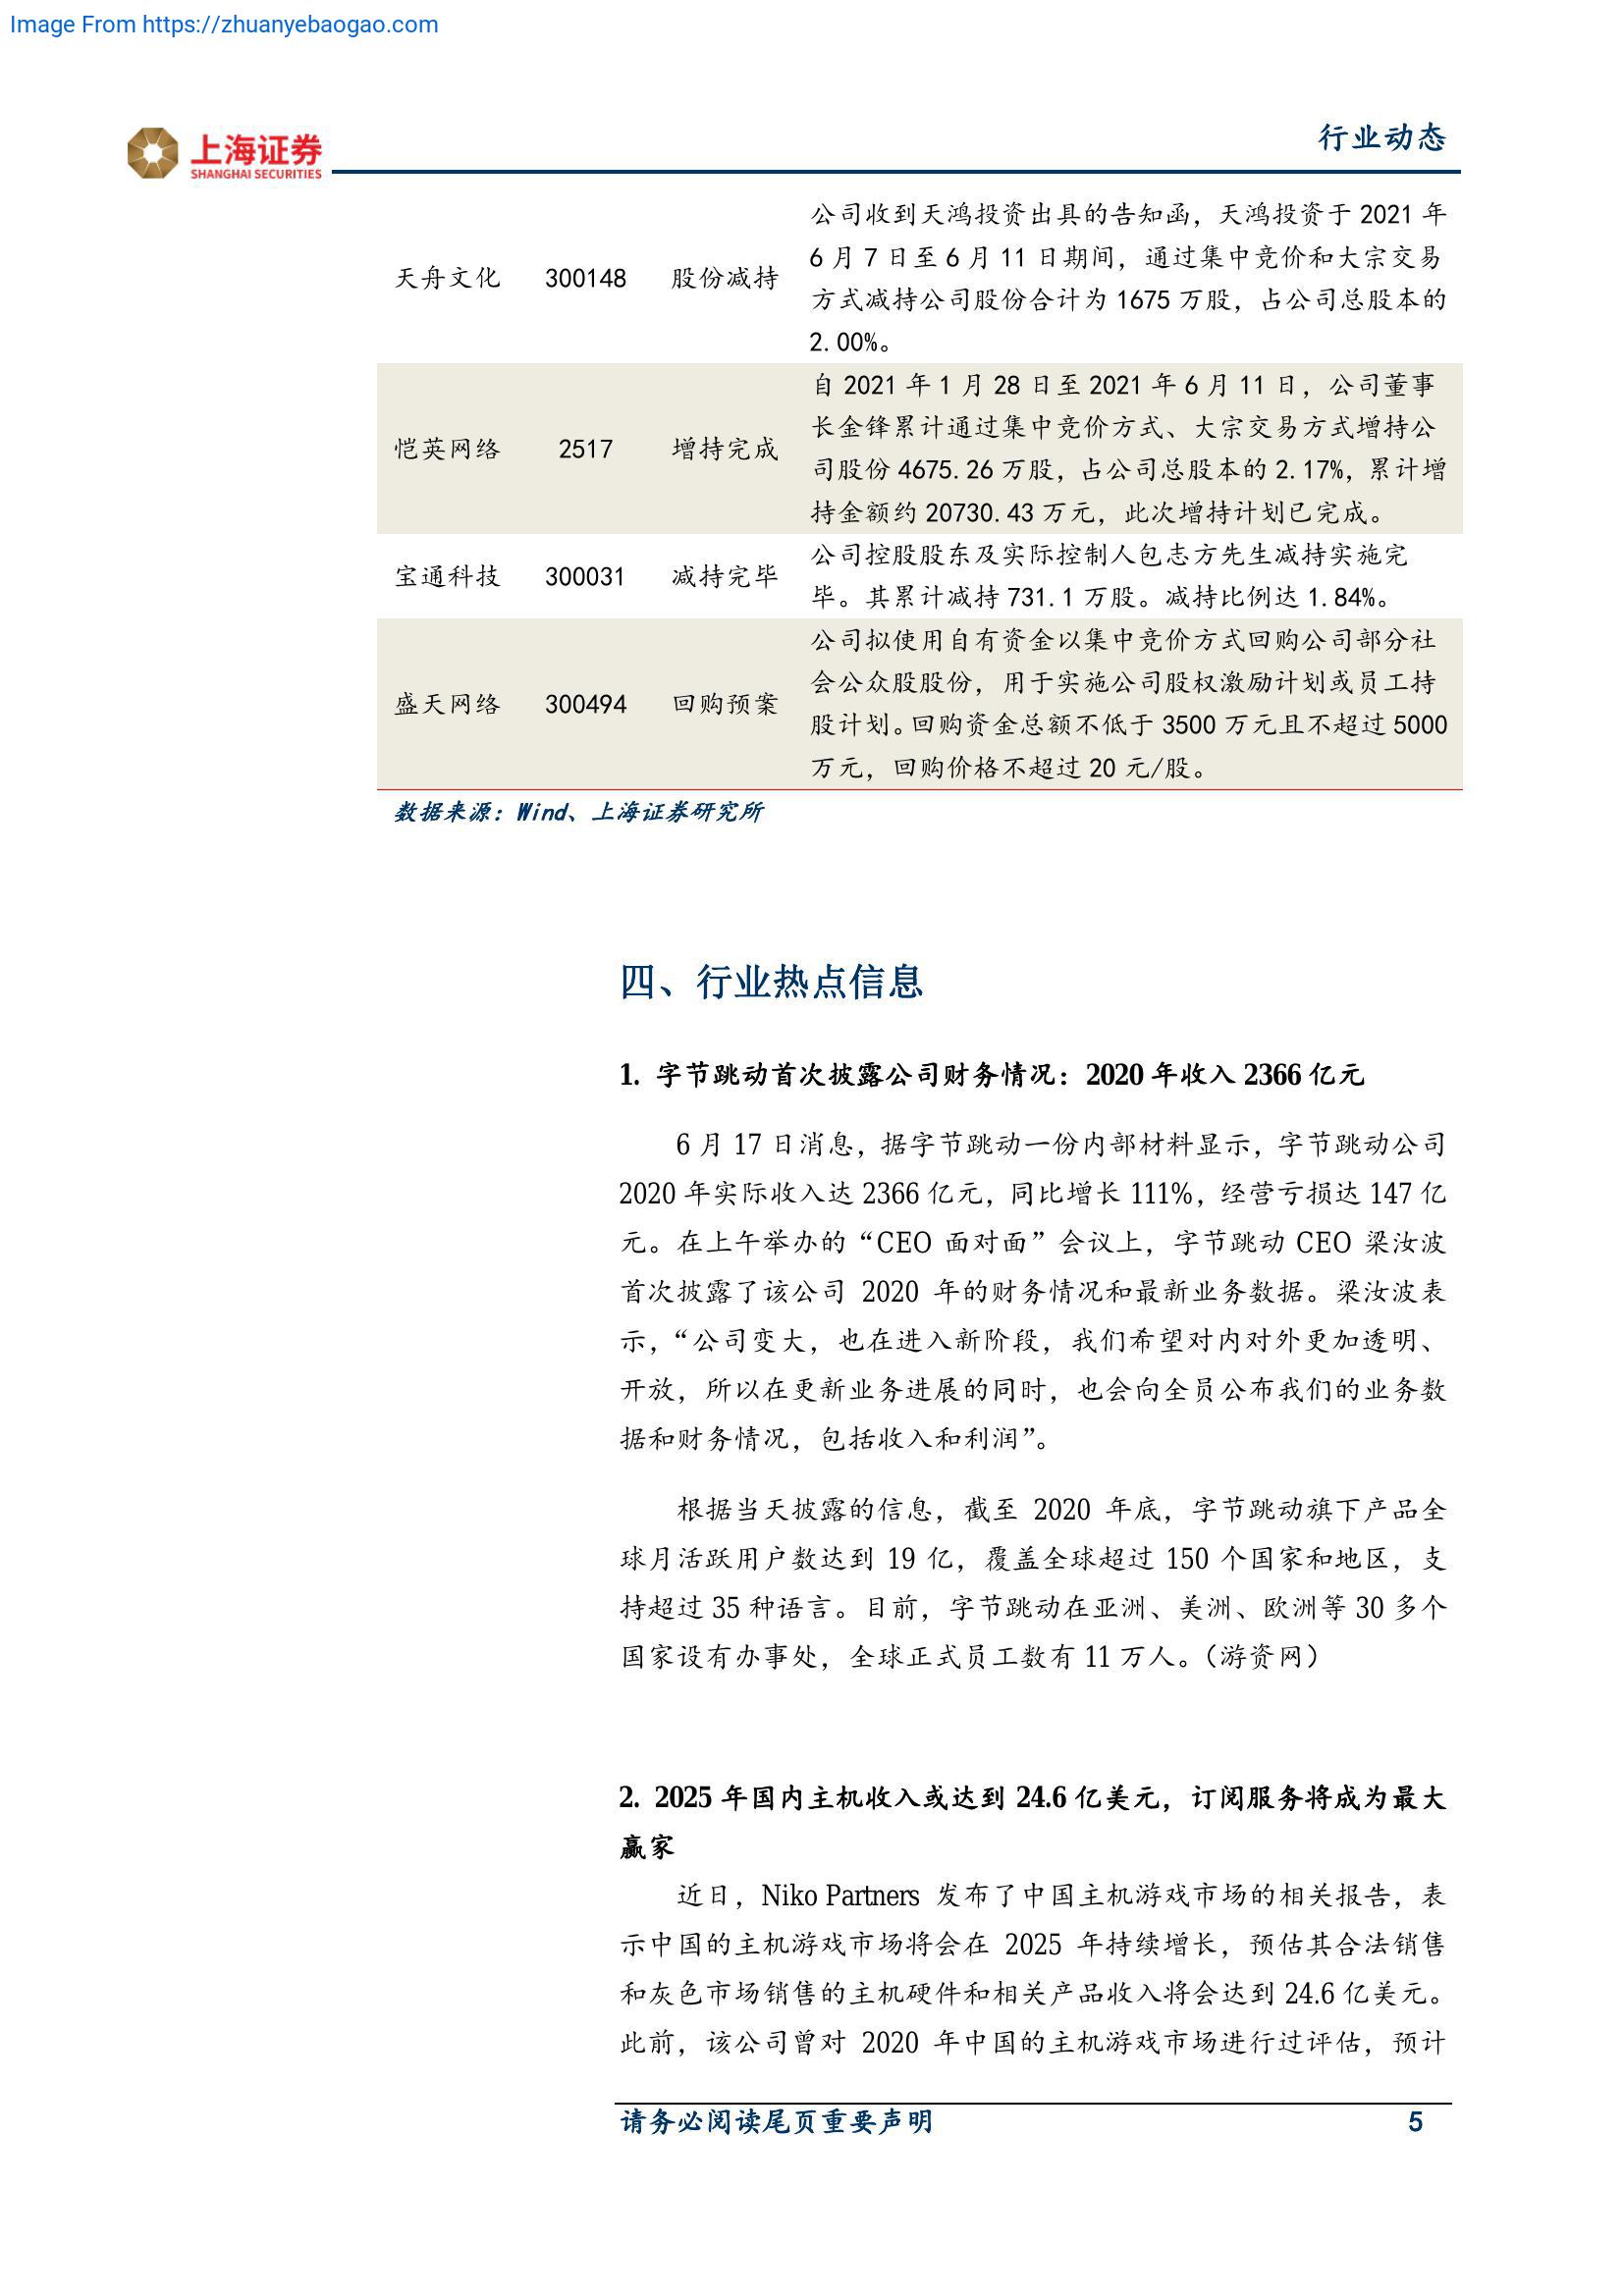 Image From https://zhuanyebaogao.com
上海证券
SHANGHAI SECURITIES
行业动态
天舟文化 300148 股份减持 公司收到天鸿投资出具的告知函，天鸿投资于 2021 年
6 月 7 日至 6 月 11 日期间，通过集中竞价和大宗交易
方式减持公司股份合计为 1675 万股，占公司总股本的
2.00%。
恺英网络 2517 增持完成 自 2021 年 1 月 28 日至 2021 年 6 月 11 日，公司董事
长金锋累计通过集中竞价方式、大宗交易方式增持公
司股份 4675.26 万股，占公司总股本的 2.17%，累计增
持金额约 20730.43 万元，此次增持计划已完成。
宝通科技 300031 减持完毕 公司控股股东及实际控制人包志方先生减持实施完
毕。其累计减持 731.1 万股。减持比例达 1.84%。
盛天网络 300494 回购预案 公司拟使用自有资金以集中竞价方式回购公司部分社
会公众股股份，用于实施公司股权激励计划或员工持
股计划。回购资金总额不低于 3500 万元且不超过 5000
万元，回购价格不超过 20 元/股。
数据来源：Wind、上海证券研究所
四、行业热点信息
1. 字节跳动首次披露公司财务情况：2020 年收入 2366 亿元
6 月 17 日消息，据字节跳动一份内部材料显示，字节跳动公司
2020 年实际收入达 2366 亿元，同比增长 111%，经营亏损达 147 亿
元。在上午举办的“CEO 面对面”会议上，字节跳动 CEO 梁汝波
首次披露了该公司 2020 年的财务情况和最新业务数据。梁汝波表
示，“公司变大，也在进入新阶段，我们希望对内对外更加透明、
开放，所以在更新业务进展的同时，也会向全员公布我们的业务数
据和财务情况，包括收入和利润”。
根据当天披露的信息，截至 2020 年底，字节跳动旗下产品全
球月活跃用户数达到 19 亿，覆盖全球超过 150 个国家和地区，支
持超过 35 种语言。目前，字节跳动在亚洲、美洲、欧洲等 30 多个
国家设有办事处，全球正式员工数有 11 万人。（游资网）
2. 2025 年国内主机收入或达到 24.6 亿美元，订阅服务将成为最大
赢家
近日，Niko Partners 发布了中国主机游戏市场的相关报告，表
示中国的主机游戏市场将会在 2025 年持续增长，预估其合法销售
和灰色市场销售的主机硬件和相关产品收入将会达到 24.6 亿美元。
此前，该公司曾对 2020 年中国的主机游戏市场进行过评估，预计
请务必阅读尾页重要声明 5